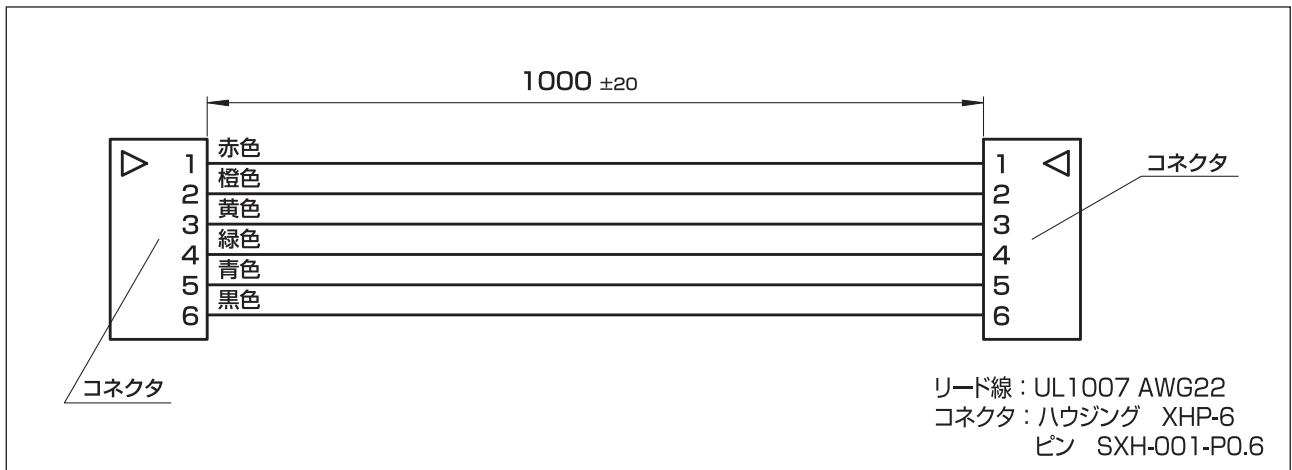 1000 ±20
赤色
1
1
コネクタ
橙色
2
2
黄色
3
3
緑色
4
4
青色
5
5
黒色
6
6
コネクタ
リード線：UL1007 AWG22
コネクタ：ハウジング　XHP-6
ピン　SXH-001-P0.6